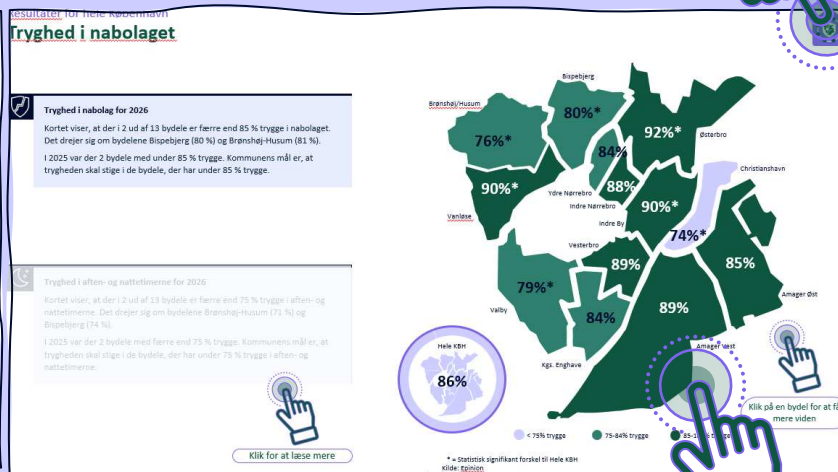 Resultater for hele København
Tryghed i nabolaget
Tryghed i nabolag for 2026
Kortet viser, at der i 2 ud af 13 bydele er færre end 85 % trygge i nabolaget.
Det drejer sig om bydelene Bispebjerg (80 %) og Brønshøj-Husum (81 %).
I 2025 var der 2 bydele med under 85 % trygge. Kommunens mål er, at
trygheden skal stige i de bydele, der har under 85 % trygge.
Tryghed i aften- og nattetimerne for 2026
Kortet viser, at der i 2 ud af 13 bydele er færre end 75 % trygge i aften- og
nattetimerne. Det drejer sig om bydelene Brønshøj-Husum (71 %) og
Bispebjerg (74 %).
I 2025 var der 2 bydele med færre end 75 % trygge. Kommunens mål er, at
trygheden skal stige i de bydele, der har under 75 % trygge i aften- og
nattetimerne.
Klik for at læse mere
Bispebjerg
Brønshøj/Husum
80%*
92%*
Østerbro
76%*
84%
Christianshavn
90%*
88%
Ydre Nørrebro
Indre Nørrebro
90%*
Vanløse
Indre By
74%*
Vesterbro
89%
85%
79%*
Amager Øst
89%
Valby
84%
Hele KBH
86%
Amager Vest
Kgs. Enghave
Klik på en bydel for at få
mere viden
< 75% trygge
75-84% trygge
85-1 % trygge
* = Statistisk signifikant forskel til Hele KBH
Kilde: Epinion